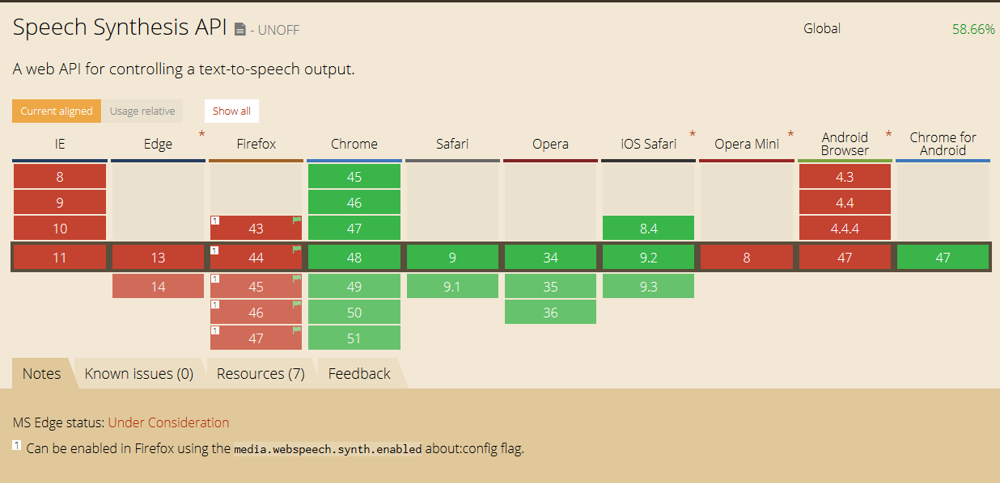 Speech Synthesis API - UNOFF Global 58.66%
A web API for controlling a text-to-speech output.
Current aligned Usage relative Show all
IE Edge * Firefox Chrome Safari Opera iOS Safari * Opera Mini * Android Browser * Chrome for Android
8 45 4.3
9 46 4.4
10 1 43 47 8.4 4.4.4
11 13 1 44 48 9 34 9.2 8 47 47
14 1 45 49 9.1 35 9.3
1 46 50 36
1 47 51
Notes Known issues (0) Resources (7) Feedback
MS Edge status: Under Consideration
1 Can be enabled in Firefox using the media.webspeech.synth.enabled about:config flag.